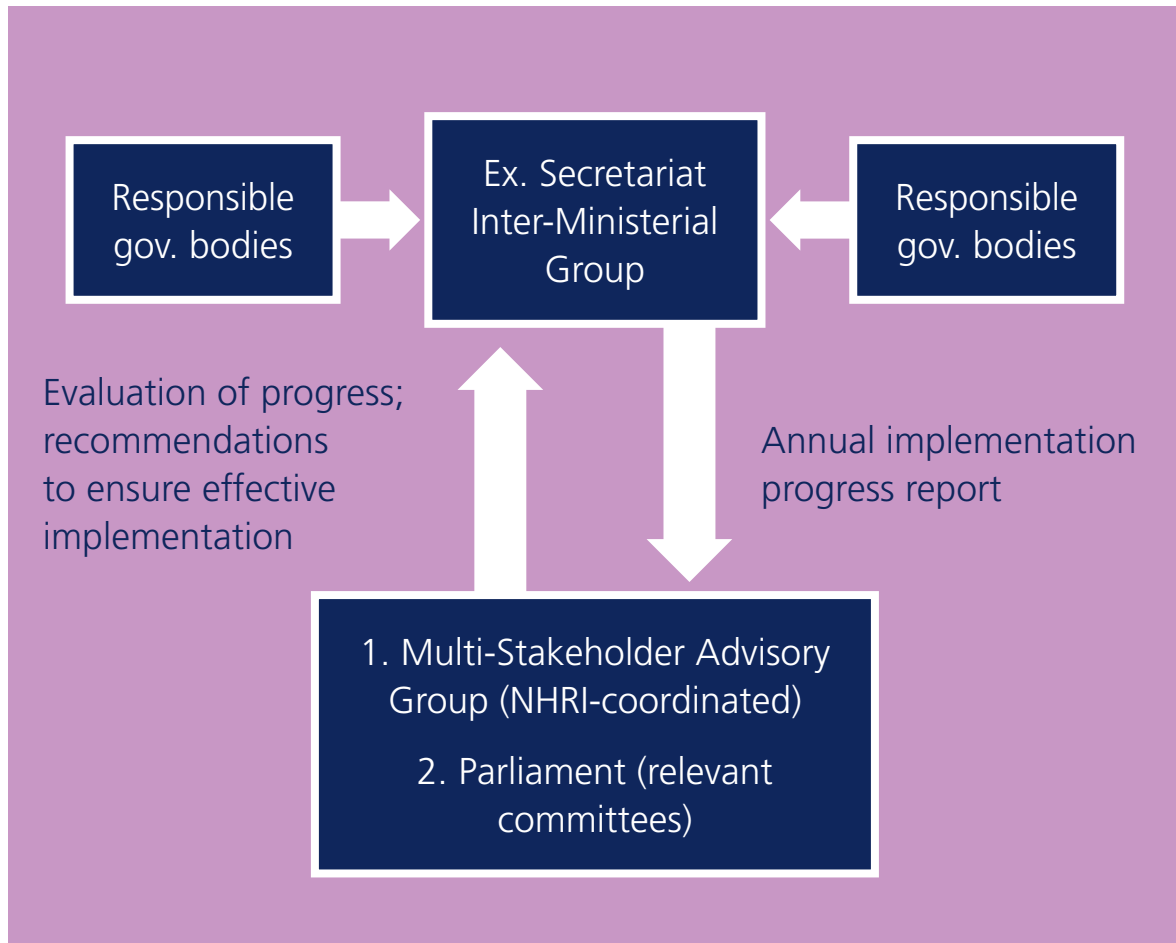 Responsible
gov. bodies
Ex. Secretariat
Inter-Ministerial
Group
Responsible
gov. bodies
Evaluation of progress;
recommendations
to ensure effective
implementation
Annual implementation
progress report
1. Multi-Stakeholder Advisory
Group (NHRI-coordinated)
2. Parliament (relevant
committees)